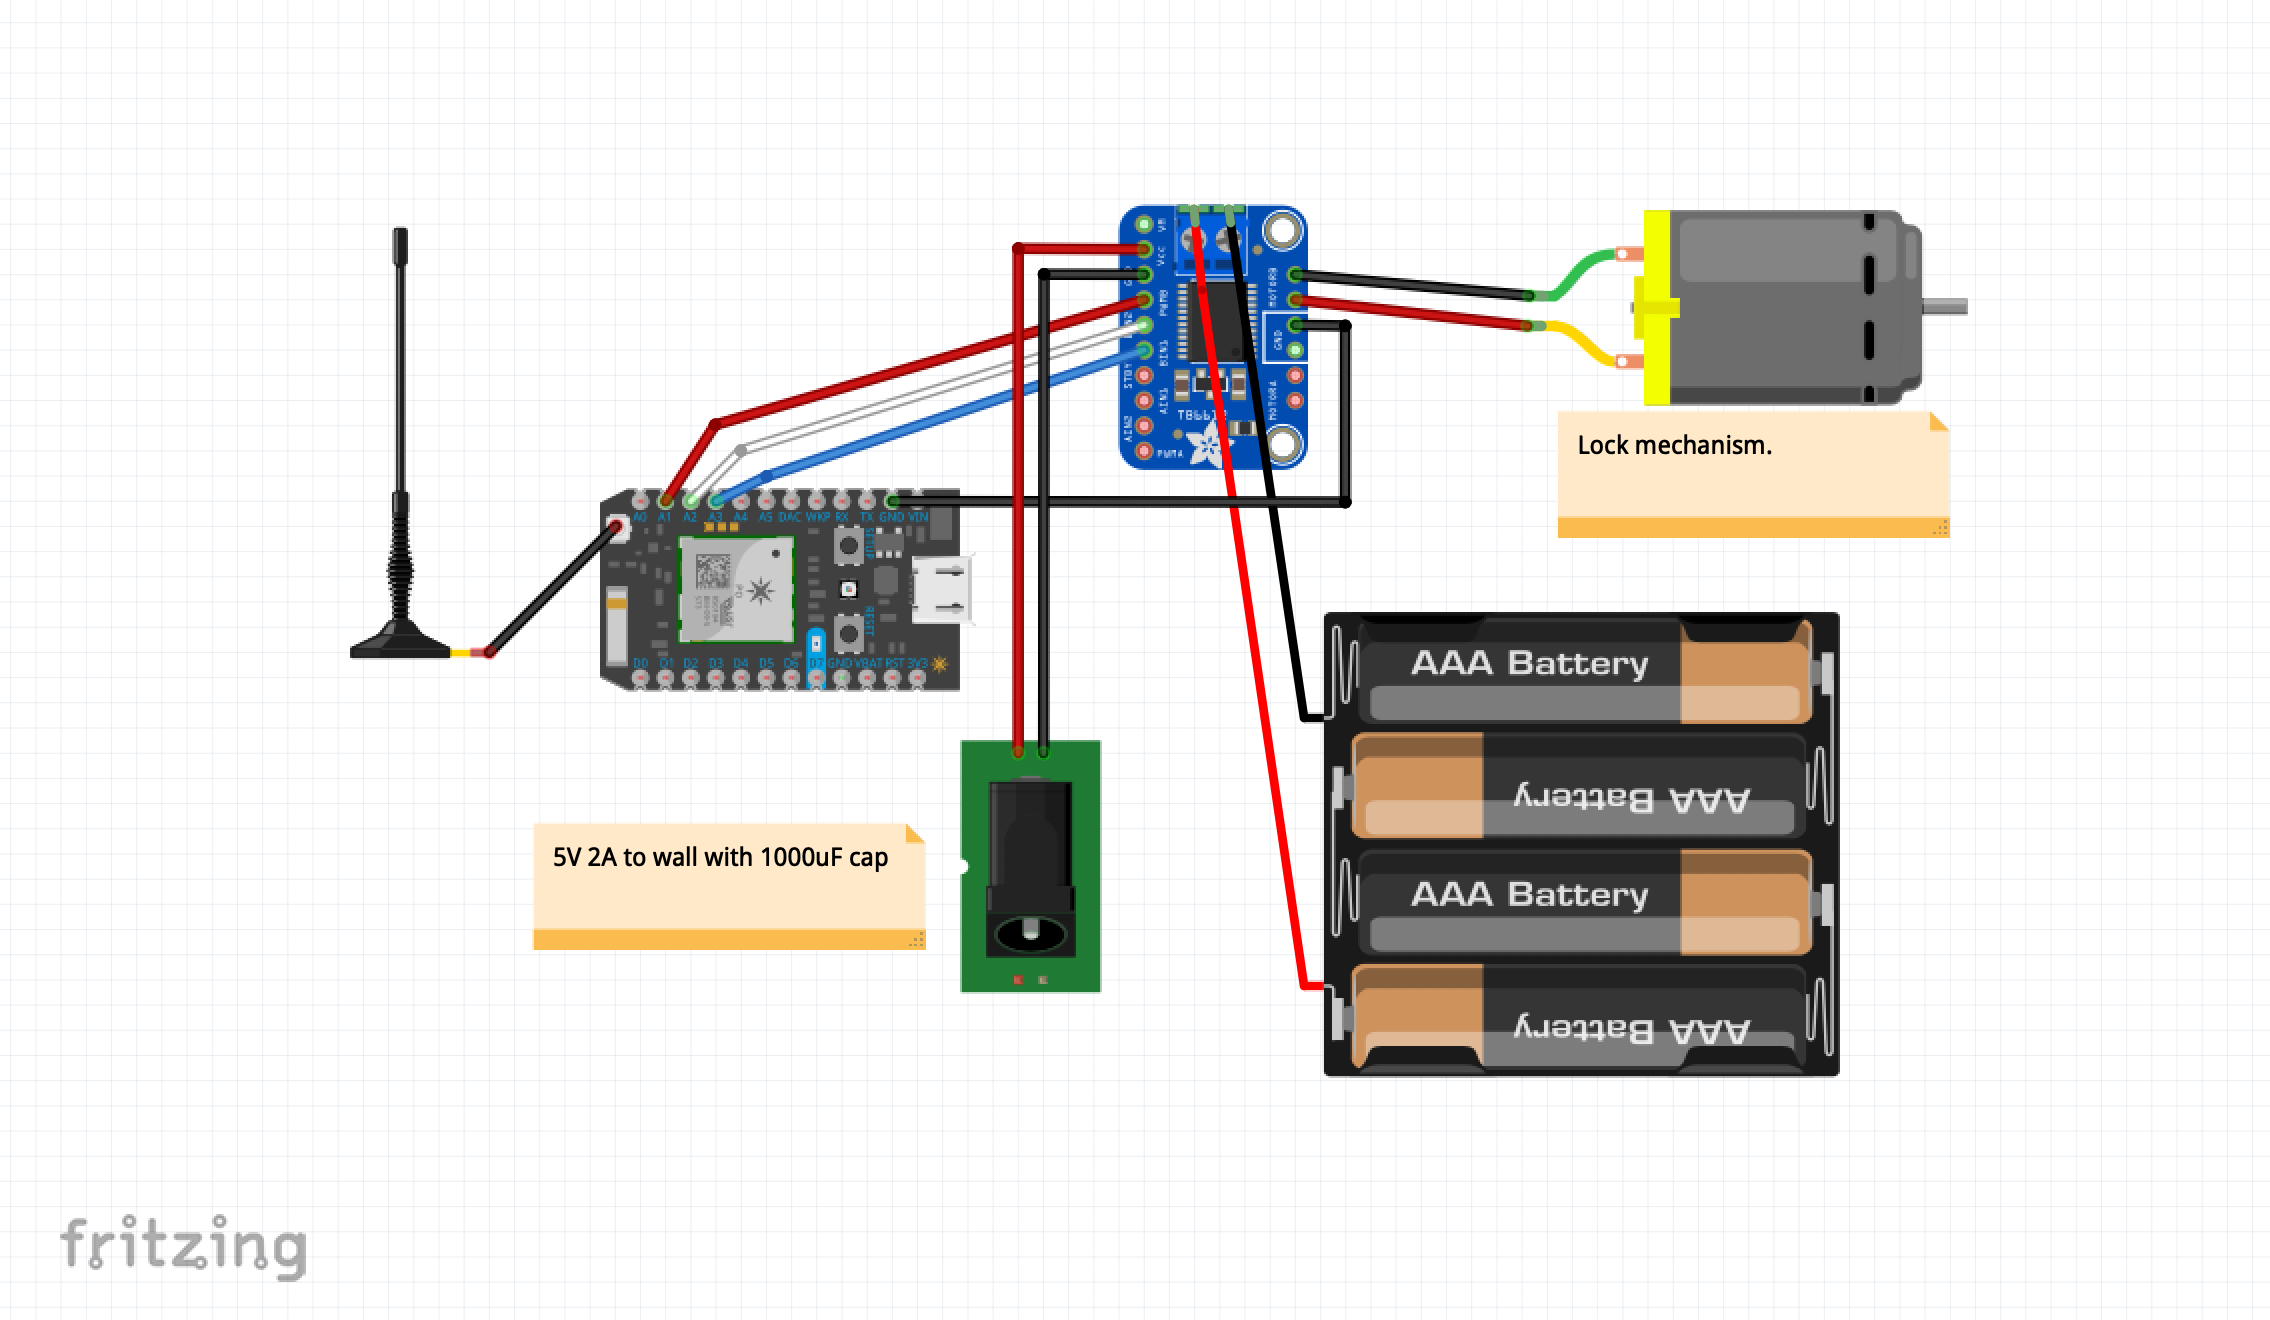 VM
VCC
GND
PWMB
BIN2
BIN1
STBY
AIN1
AIN2
PWMA
MOTORB
GND
MOTORA
TB6612
Lock mechanism.
A0 A1 A2 A3 A4 A5 DAC WKP RX TX GND VIN
SETUP
RESET
P0
D0 D1 D2 D3 D4 D5 D6 D7 GND VBAT RST 3V3
AAA Battery
AAA Battery
AAA Battery
AAA Battery
5V 2A to wall with 1000uF cap
fritzing